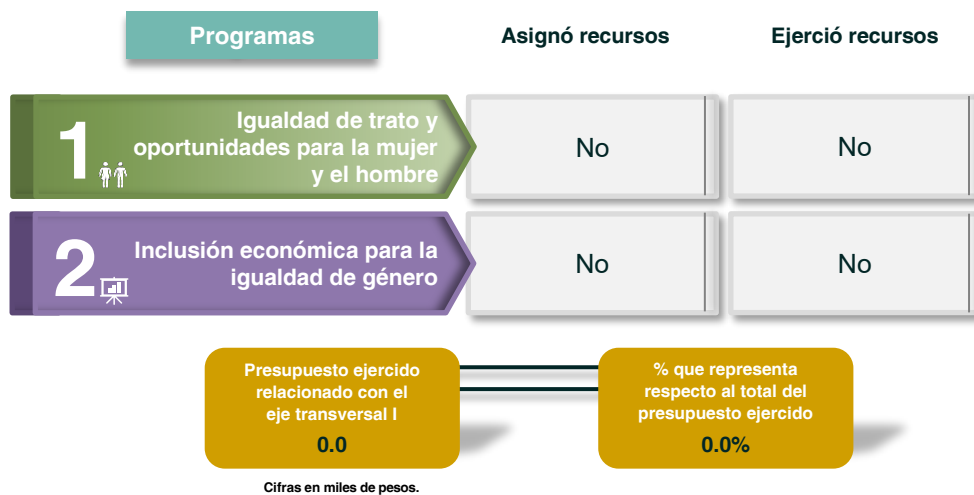 Programas
Asignó recursos
Ejerció recursos
1
Igualdad de trato y
oportunidades para la mujer
y el hombre
No
No
2
Inclusión económica para la
igualdad de género
No
No
Presupuesto ejercido
relacionado con el
eje transversal I
0.0
% que representa
respecto al total del
presupuesto ejercido
0.0%
Cifras en miles de pesos.